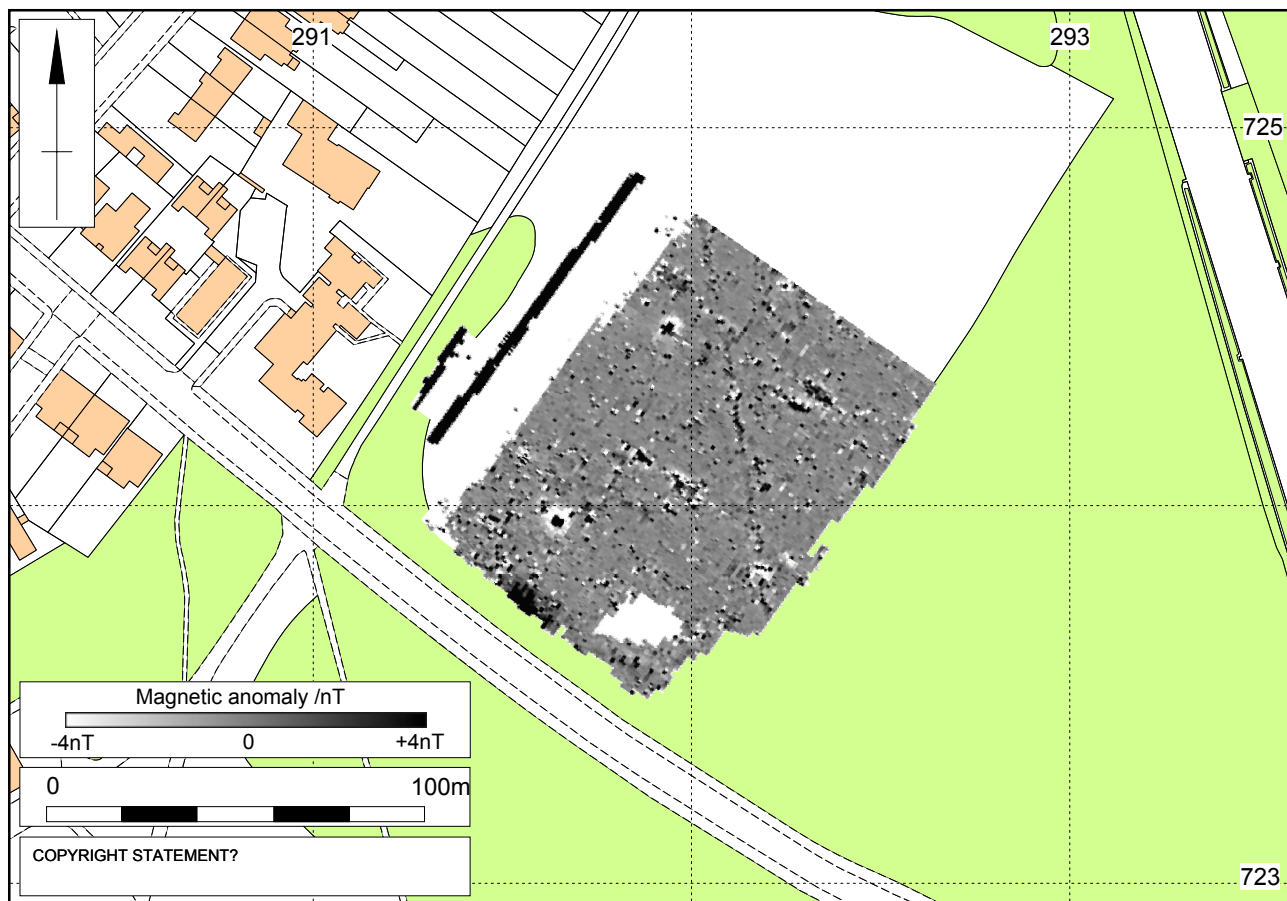 291
293
725
Magnetic anomaly /nT
-4nT 0 +4nT
0 100m
COPYRIGHT STATEMENT?
723